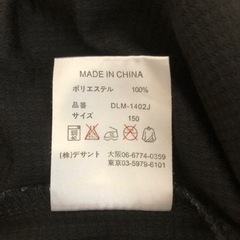 MADE IN CHINA
ポリエステル 100%
品番 DLM-1402J
サイズ 150
(株)デサント 大阪06-6774-0359
東京03-5979-6101